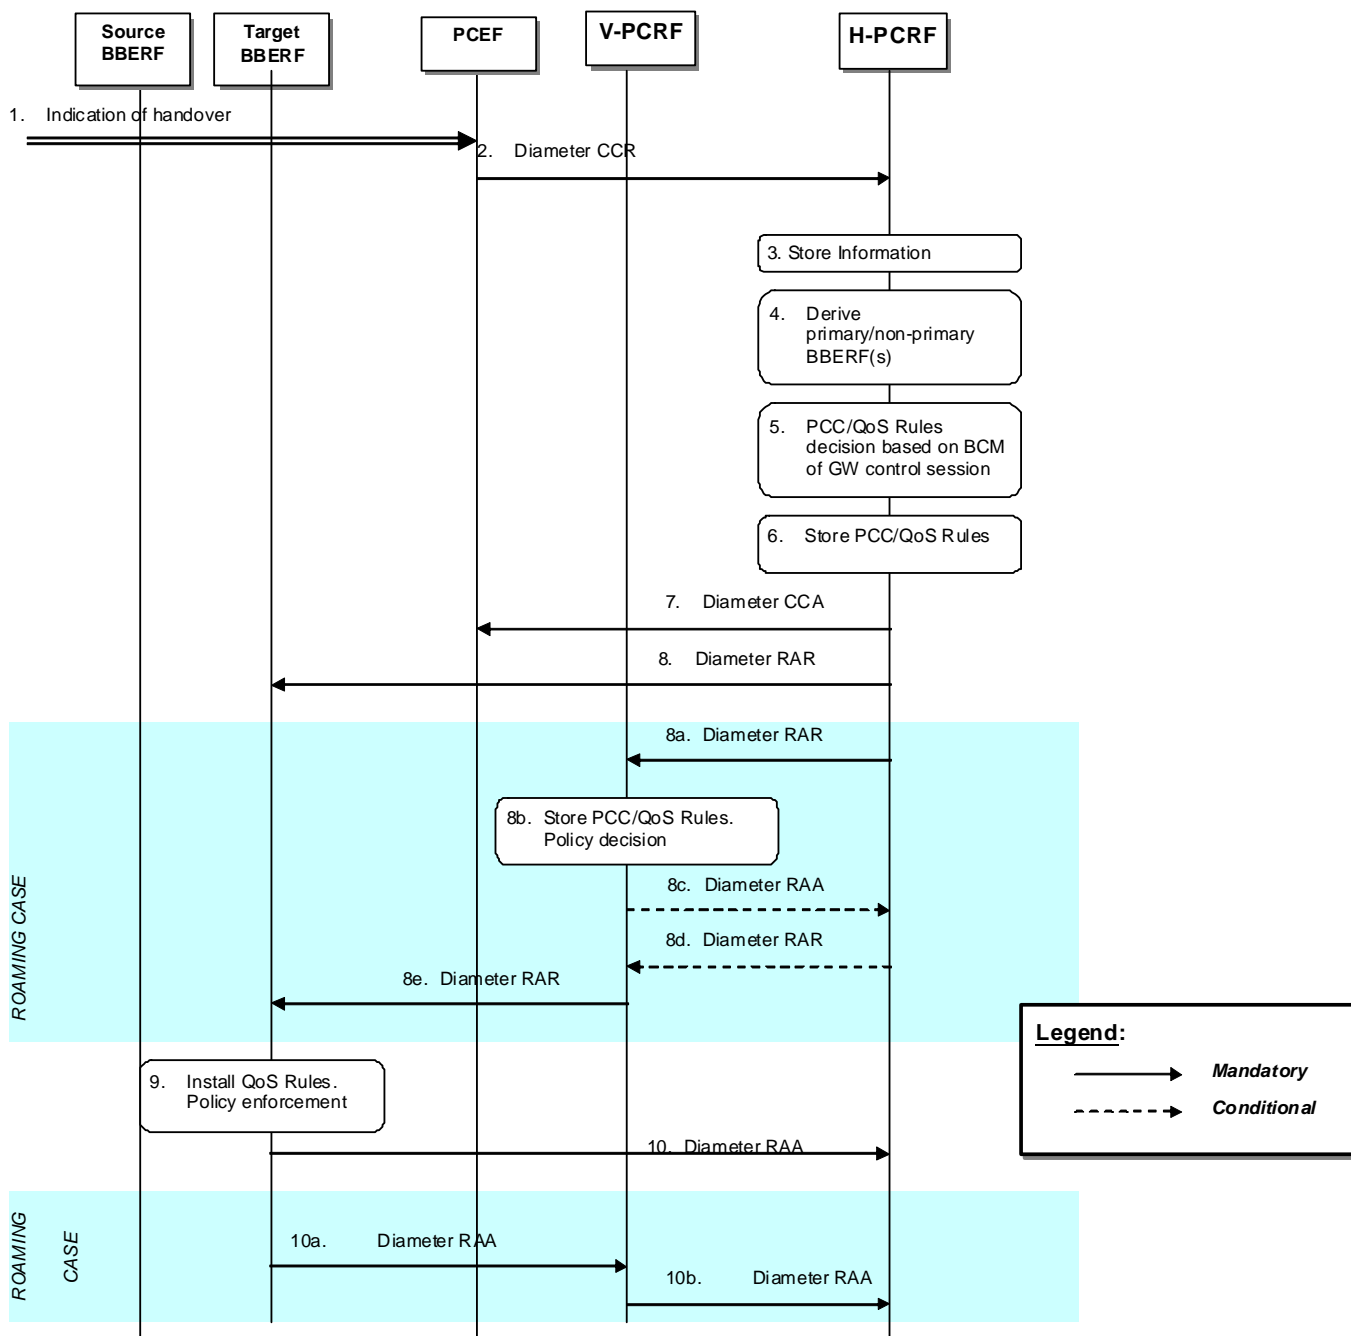 Source
BBERF
Target
BBERF
PCEF
V-PCRF
H-PCRF
1. Indication of handover
2. Diameter CCR
3. Store Information
4. Derive
primary/non-primary
BBERF(s)
5. PCC/QoS Rules
decision based on BCM
of GW control session
6. Store PCC/QoS Rules
7. Diameter CCA
8. Diameter RAR
8a. Diameter RAR
8b. Store PCC/QoS Rules.
Policy decision
8c. Diameter RAA
8d. Diameter RAR
8e. Diameter RAR
ROAMING CASE
Legend:
Mandatory
Conditional
9. Install QoS Rules.
Policy enforcement
10. Diameter RAA
ROAMING
CASE
10a. Diameter RAA
10b. Diameter RAA